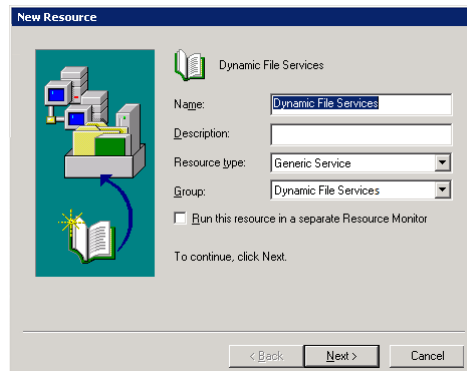 New Resource
Dynamic File Services
Name: Dynamic File Services
Description:
Resource type: Generic Service
Group: Dynamic File Services
Run this resource in a separate Resource Monitor
To continue, click Next.
< Back Next > Cancel